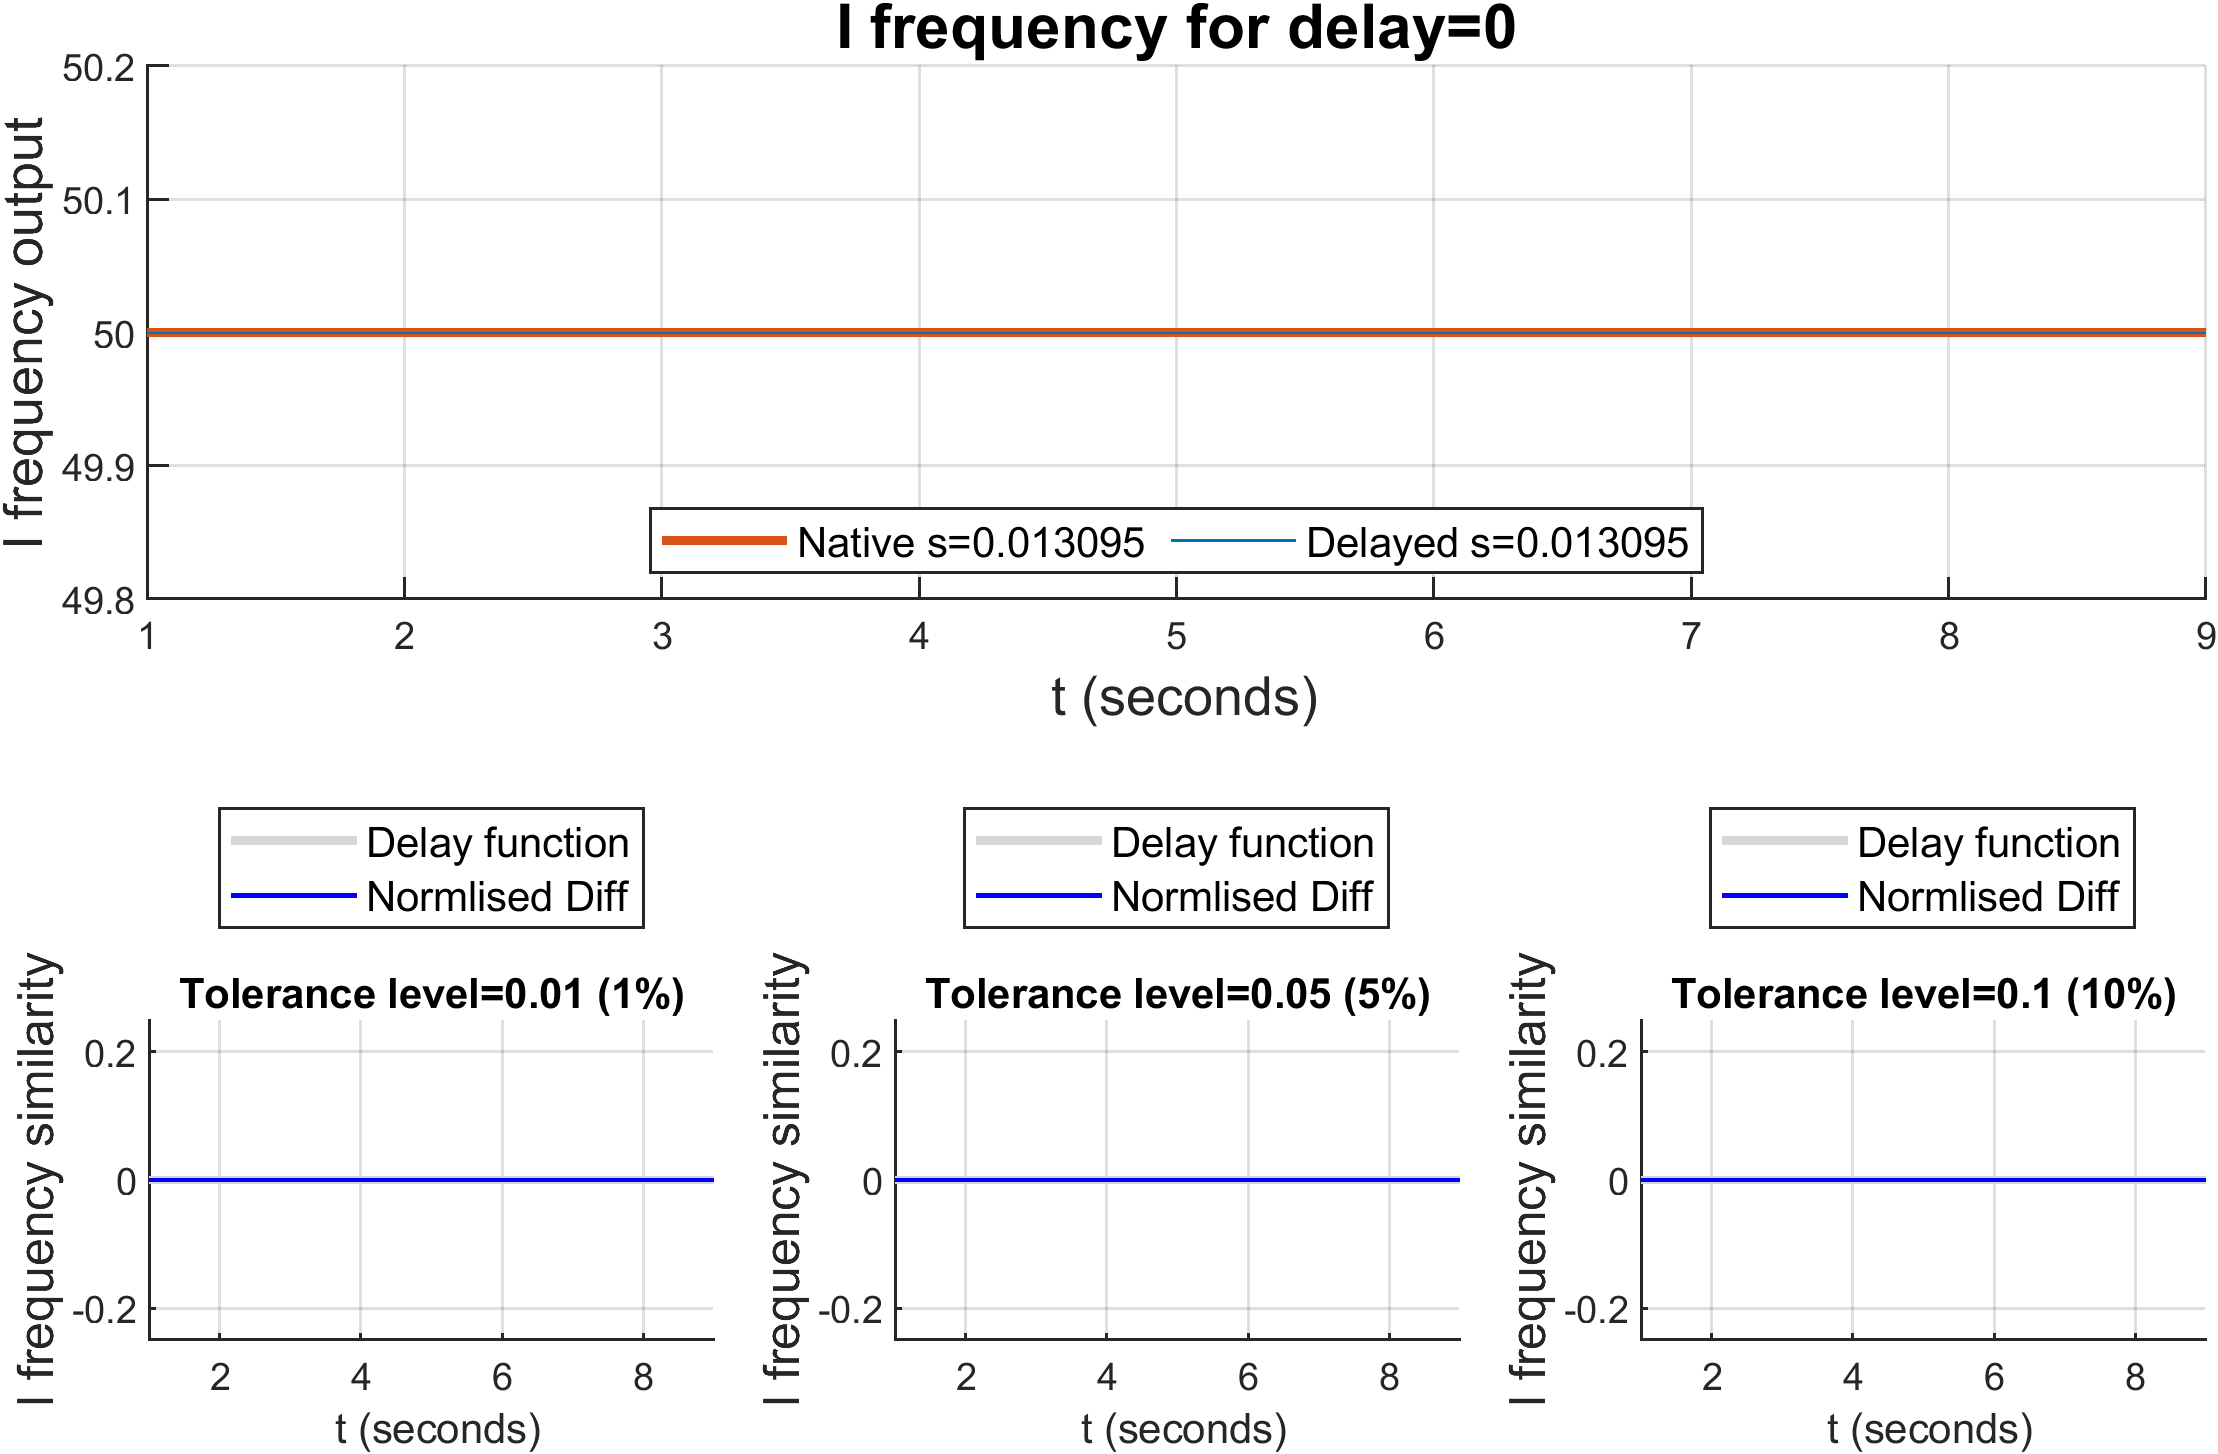 I frequency for delay=0
I frequency output
50.2
50.1
50
49.9
49.8
Native s=0.013095 Delayed s=0.013095
1 2 3 4 5 6 7 8 9
t (seconds)
Delay function
Normlised Diff
Tolerance level=0.01 (1%)
I frequency similarity
0.2
0
-0.2
2 4 6 8
t (seconds)
Delay function
Normlised Diff
Tolerance level=0.05 (5%)
I frequency similarity
0.2
0
-0.2
2 4 6 8
t (seconds)
Delay function
Normlised Diff
Tolerance level=0.1 (10%)
I frequency similarity
0.2
0
-0.2
2 4 6 8
t (seconds)